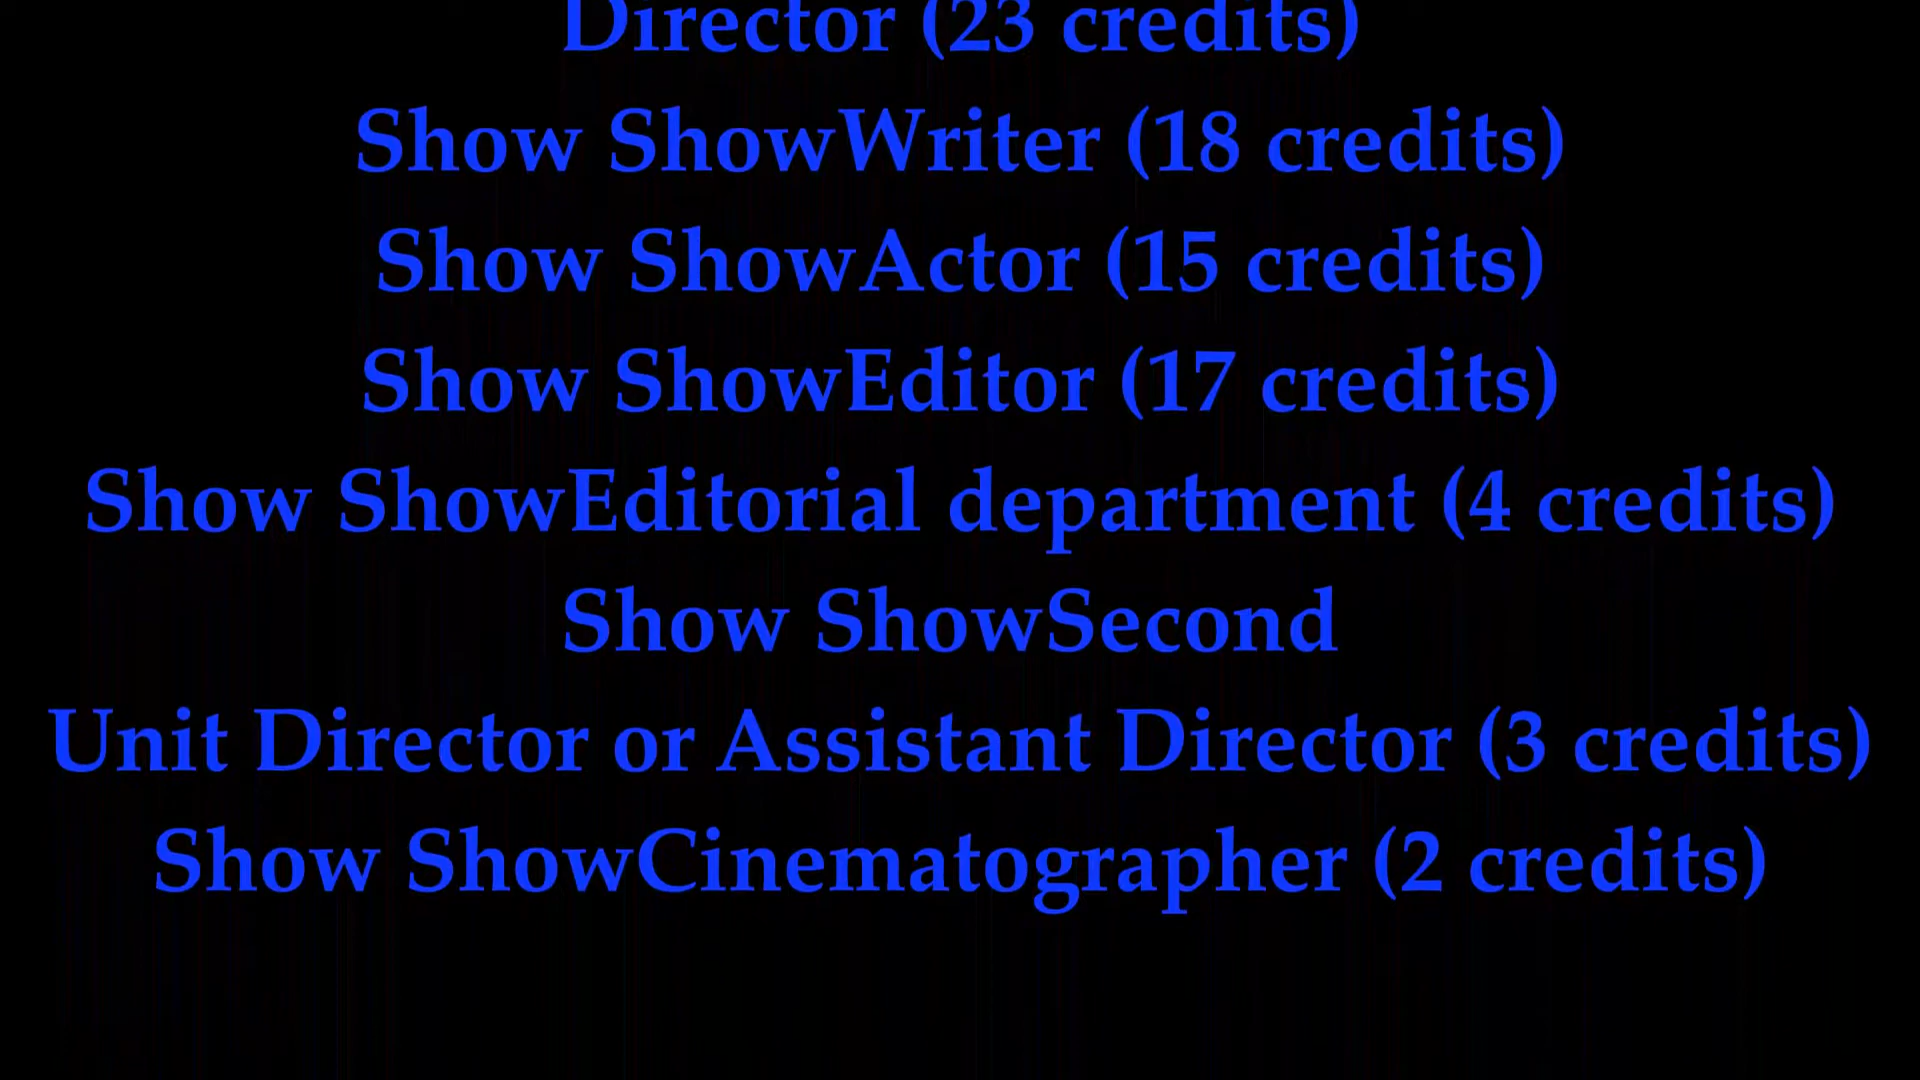 Director (23 credits)
Show ShowWriter (18 credits)
Show ShowActor (15 credits)
Show ShowEditor (17 credits)
Show ShowEditorial department (4 credits)
Show ShowSecond
Unit Director or Assistant Director (3 credits)
Show ShowCinematographer (2 credits)